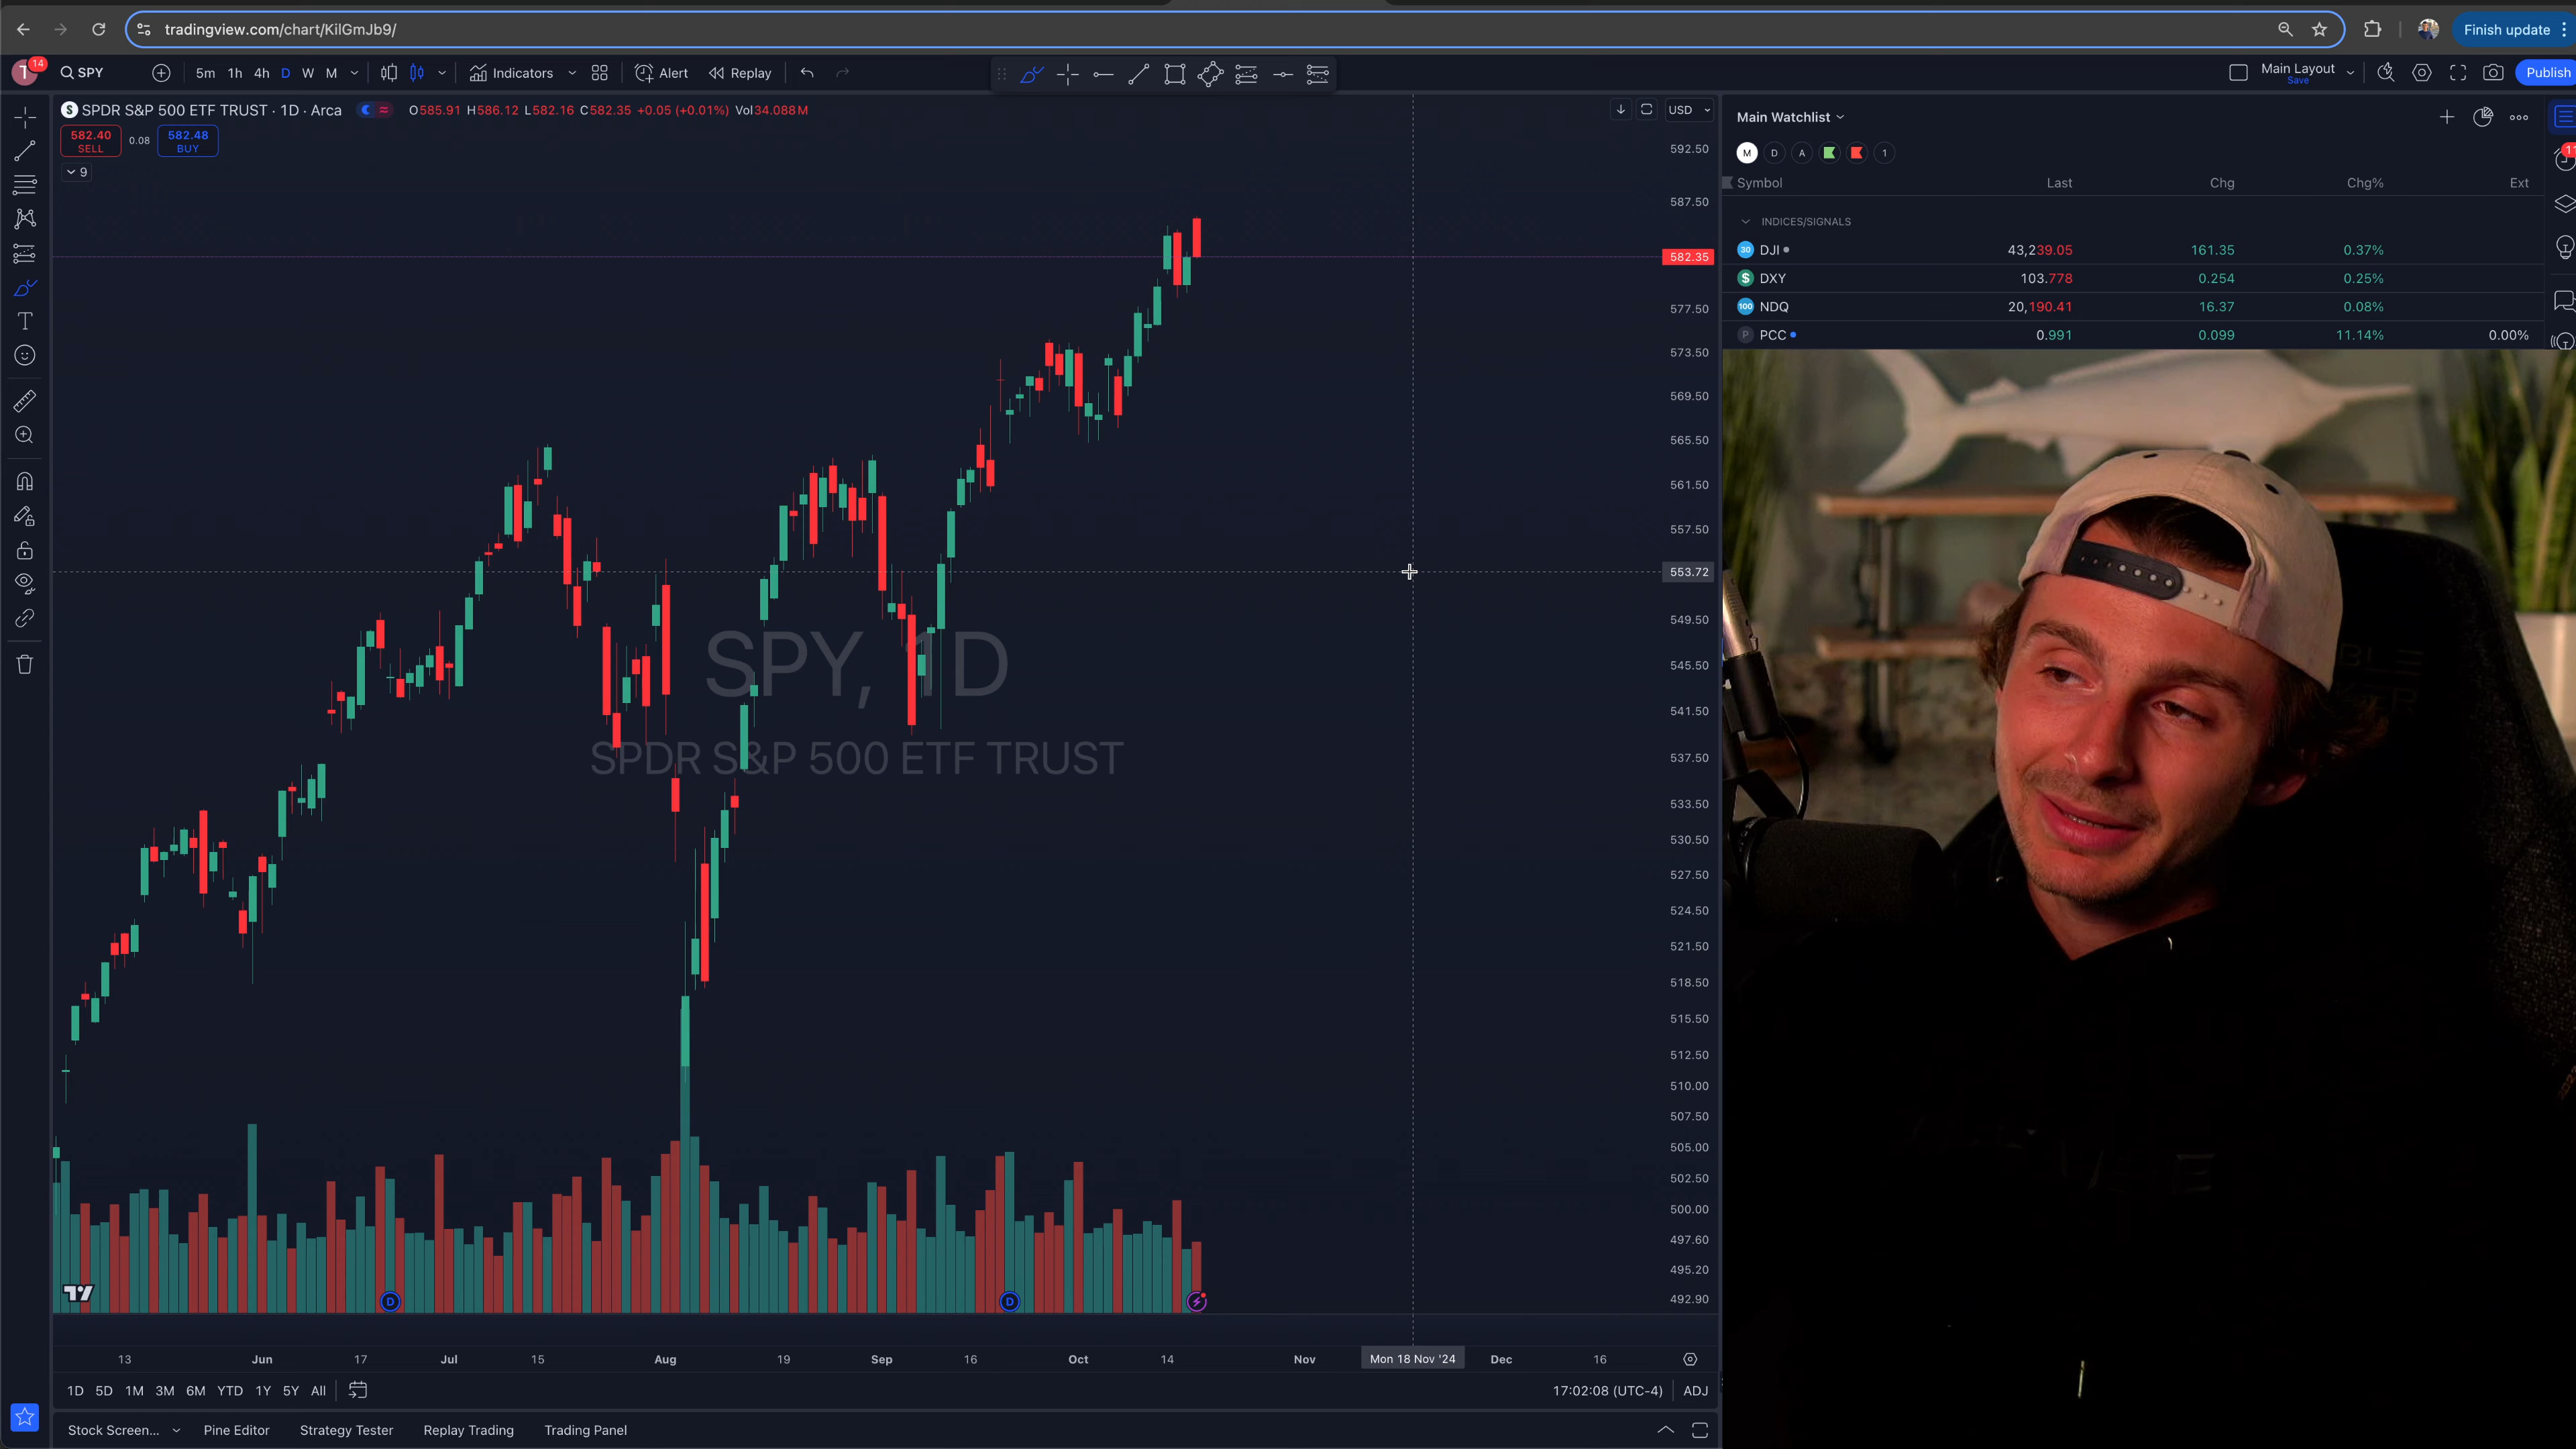 tradingview.com/chart/KilGmJb9/
Finish update
T 14
SPY
5m 1h 4h D W M
Indicators
Alert
Replay
Main Layout
Save
Publish
SPDR S&P 500 ETF TRUST · 1D · Arca
O585.91 H586.12 L582.16 C582.35 +0.05 (+0.01%) Vol34.088M
USD
582.40
SELL
0.08
582.48
BUY
9
592.50
587.50
582.35
577.50
573.50
569.50
565.50
561.50
557.50
553.72
549.50
545.50
541.50
537.50
533.50
530.50
527.50
524.50
521.50
518.50
515.50
512.50
510.00
507.50
505.00
502.50
500.00
497.60
495.20
492.90
SPY, 1D
SPDR S&P 500 ETF TRUST
D
D
13 Jun 17 Jul 15 Aug 19 Sep 16 Oct 14 Nov Mon 18 Nov '24 Dec 16
1D 5D 1M 3M 6M YTD 1Y 5Y All
17:02:08 (UTC-4) ADJ
Stock Screen... Pine Editor Strategy Tester Replay Trading Trading Panel
Main Watchlist
M D A 1
11
Symbol Last Chg Chg% Ext
INDICES/SIGNALS
30 DJI 43,239.05 161.35 0.37%
$ DXY 103.778 0.254 0.25%
100 NDQ 20,190.41 16.37 0.08%
P PCC 0.991 0.099 11.14% 0.00%